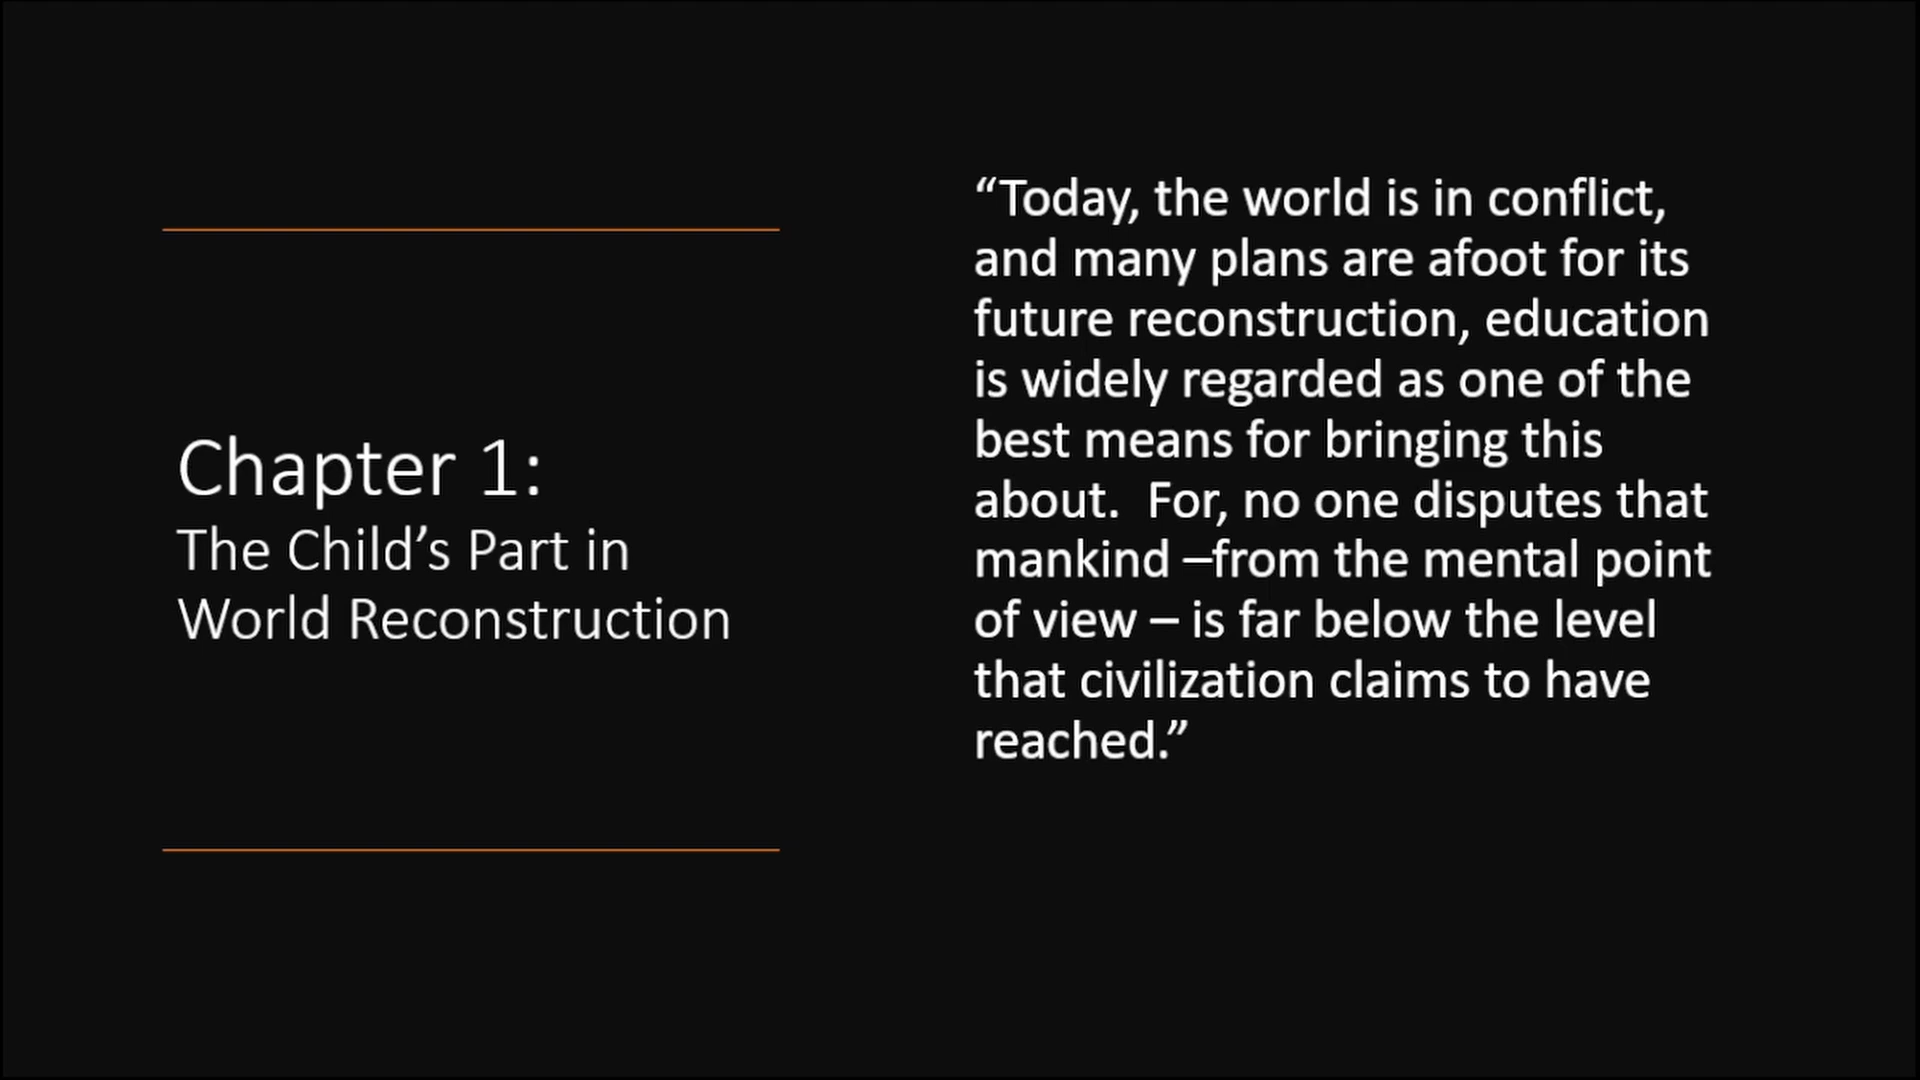 Chapter 1:
The Child’s Part in
World Reconstruction
“Today, the world is in conflict,
and many plans are afoot for its
future reconstruction, education
is widely regarded as one of the
best means for bringing this
about.  For, no one disputes that
mankind –from the mental point
of view – is far below the level
that civilization claims to have
reached.”